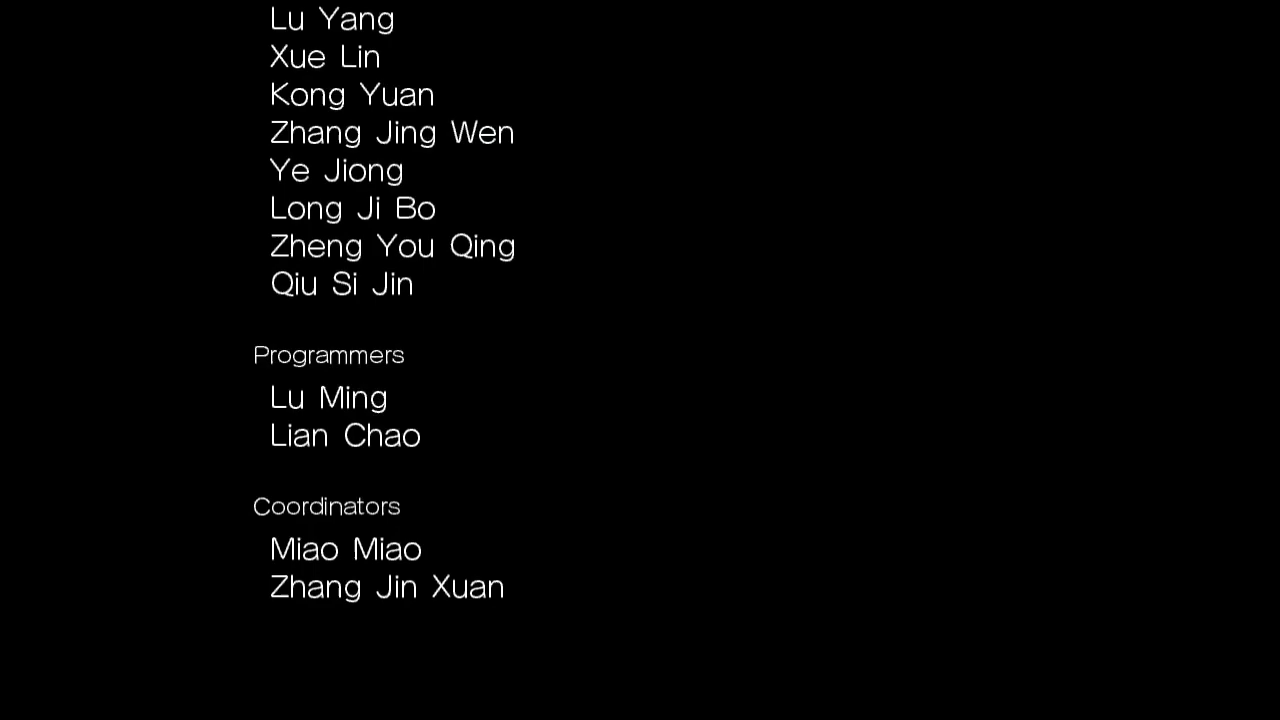 Lu Yang
Xue Lin
Kong Yuan
Zhang Jing Wen
Ye Jiong
Long Ji Bo
Zheng You Qing
Qiu Si Jin
Programmers
Lu Ming
Lian Chao
Coordinators
Miao Miao
Zhang Jin Xuan